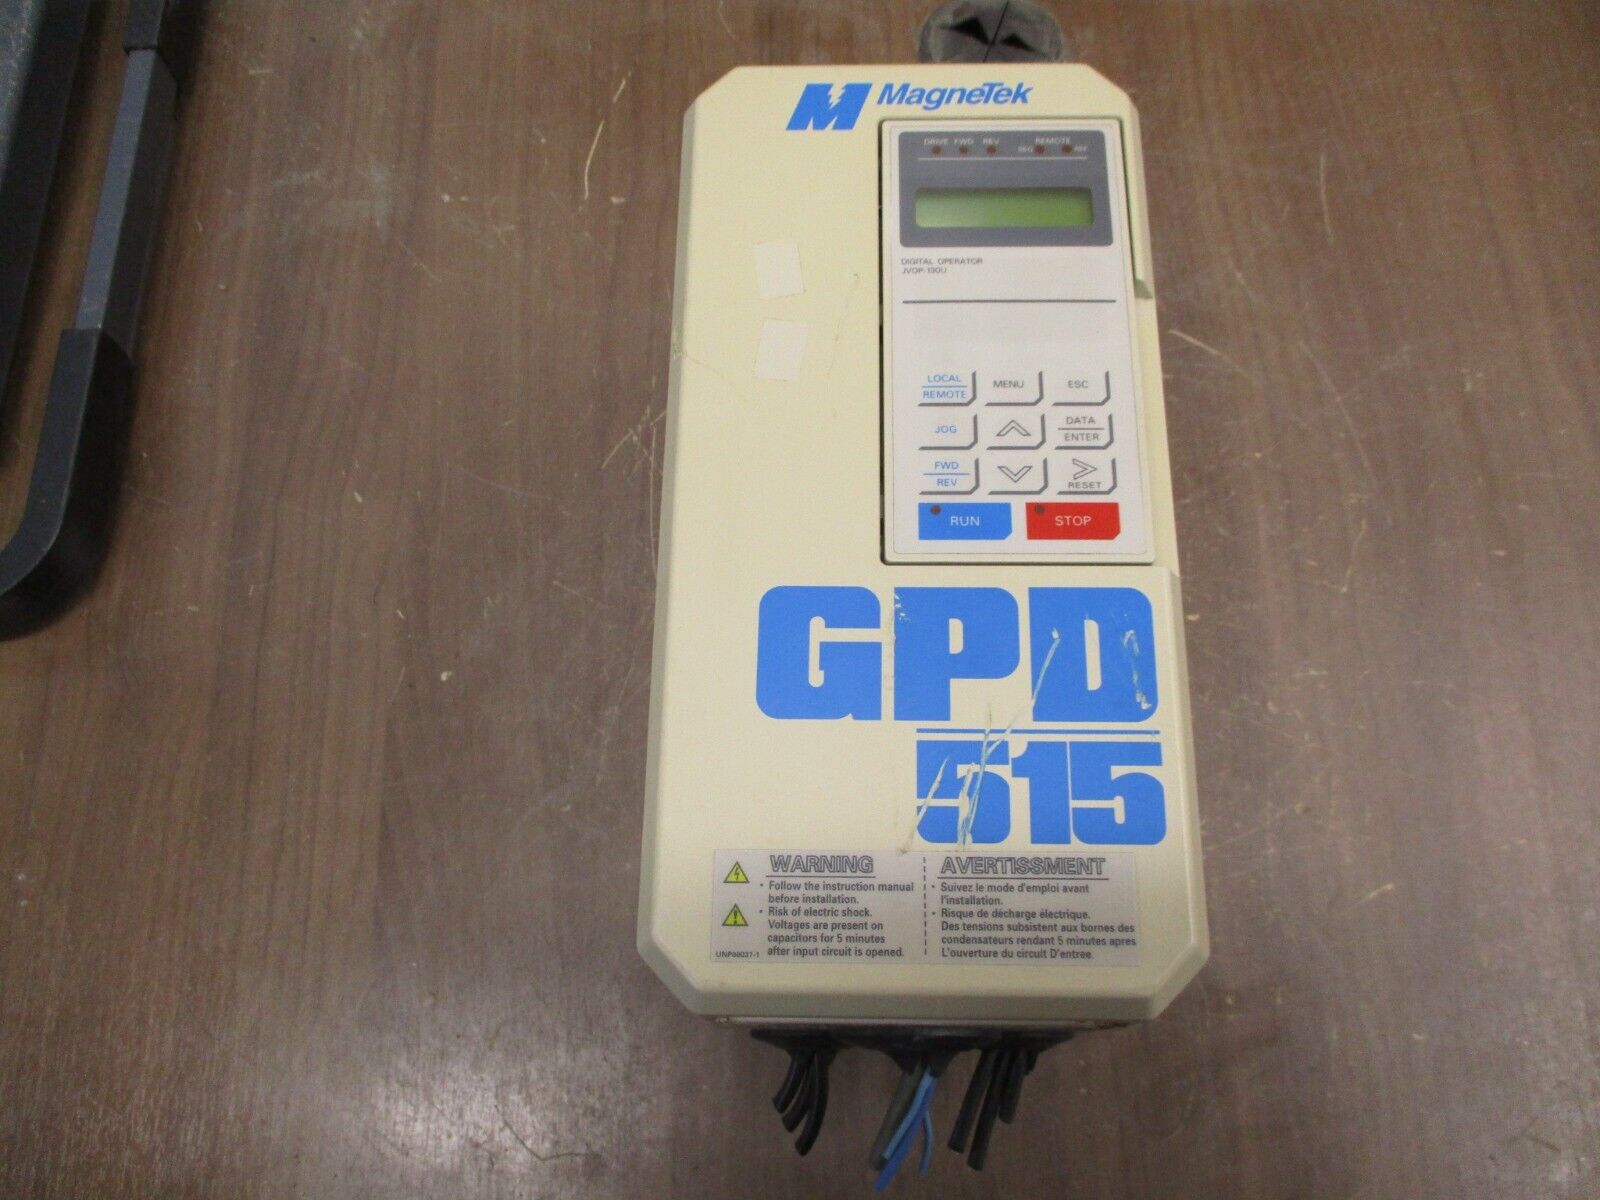 MagneTek
DRIVE FWD REV REMOTE
SEQ REF
DIGITAL OPERATOR
JVOP-130U
LOCAL
REMOTE
MENU
ESC
JOG
DATA
ENTER
FWD
REV
RESET
RUN
STOP
GPD
515
WARNING
• Follow the instruction manual
before installation.
• Risk of electric shock.
Voltages are present on
capacitors for 5 minutes
after input circuit is opened.
UNP00037-1
AVERTISSMENT
• Suivez le mode d'emploi avant
l'installation.
• Risque de décharge électrique.
Des tensions subsistent aux bornes des
condensateurs rendant 5 minutes apres
L'ouverture du circuit D'entree